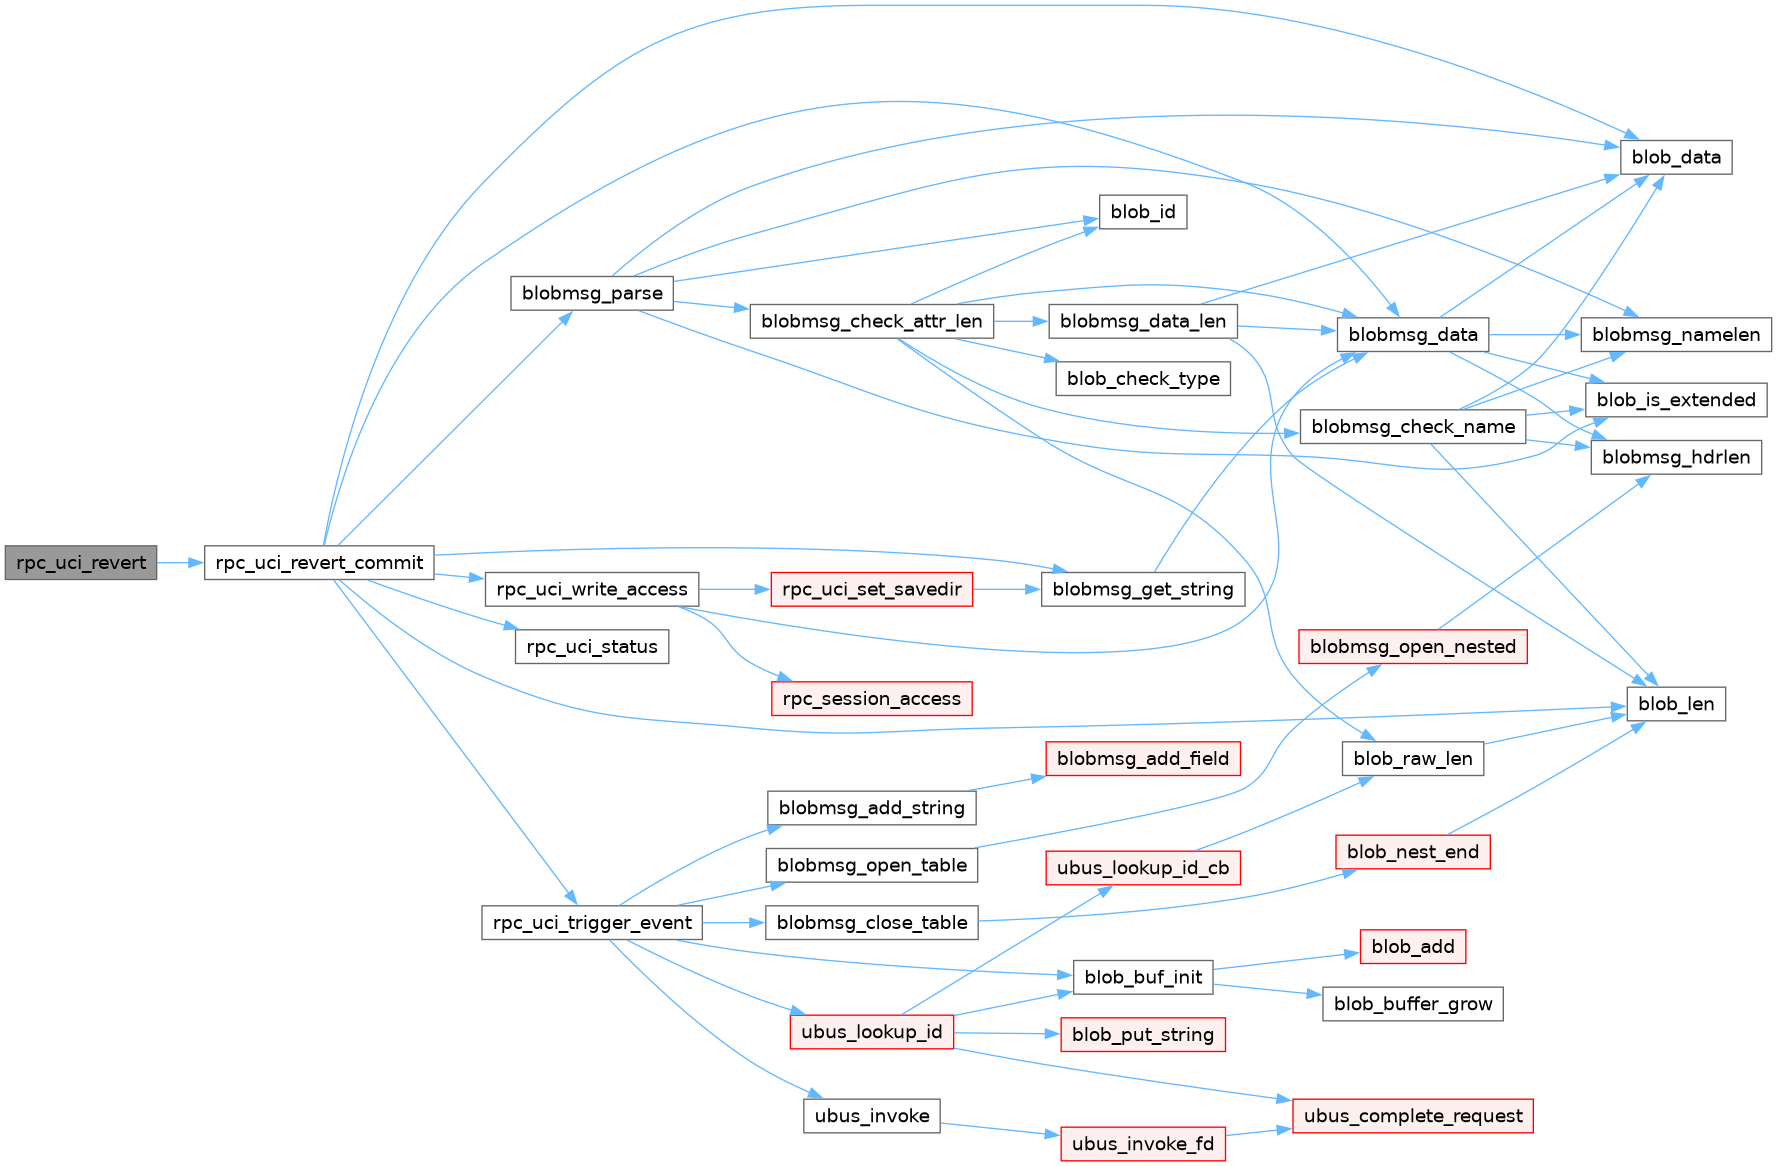 rpc_uci_revert
rpc_uci_revert_commit
blob_data
blobmsg_parse
blob_id
blobmsg_check_attr_len
blobmsg_data_len
blobmsg_data
blobmsg_namelen
blob_check_type
blob_is_extended
blobmsg_check_name
blobmsg_hdrlen
rpc_uci_write_access
rpc_uci_set_savedir
blobmsg_get_string
rpc_uci_status
blobmsg_open_nested
rpc_session_access
blob_len
blobmsg_add_field
blob_raw_len
blobmsg_add_string
blobmsg_open_table
ubus_lookup_id_cb
blob_nest_end
rpc_uci_trigger_event
blobmsg_close_table
blob_add
blob_buf_init
blob_buffer_grow
ubus_lookup_id
blob_put_string
ubus_invoke
ubus_complete_request
ubus_invoke_fd